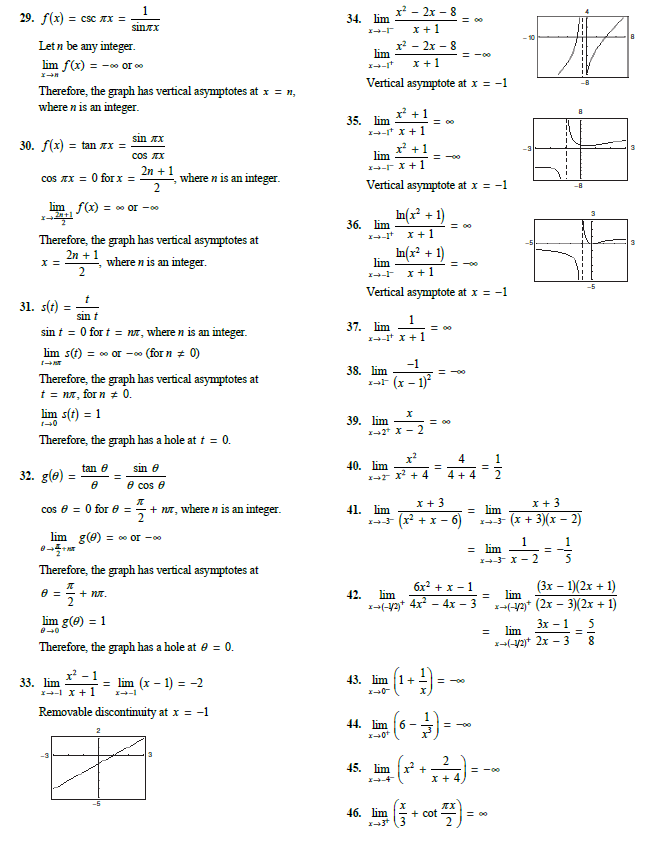 29. f(x) = csc πx = 1/sinπx
Let n be any integer.
lim x→n f(x) = −∞ or ∞
Therefore, the graph has vertical asymptotes at x = n,
where n is an integer.
30. f(x) = tan πx = sin πx/cos πx
cos πx = 0 for x = (2n + 1)/2, where n is an integer.
lim x→(2n+1)/2 f(x) = ∞ or −∞
Therefore, the graph has vertical asymptotes at
x = (2n + 1)/2, where n is an integer.
31. s(t) = t/sin t
sin t = 0 for t = nπ, where n is an integer.
lim t→nπ s(t) = ∞ or −∞ (for n ≠ 0)
Therefore, the graph has vertical asymptotes at
t = nπ, for n ≠ 0.
lim t→0 s(t) = 1
Therefore, the graph has a hole at t = 0.
32. g(θ) = tan θ/θ = sin θ/(θ cos θ)
cos θ = 0 for θ = π/2 + nπ, where n is an integer.
lim θ→π/2+nπ g(θ) = ∞ or −∞
Therefore, the graph has vertical asymptotes at
θ = π/2 + nπ.
lim θ→0 g(θ) = 1
Therefore, the graph has a hole at θ = 0.
33. lim x→−1 (x² − 1)/(x + 1) = lim x→−1 (x − 1) = −2
Removable discontinuity at x = −1
2
−3 3
−5
34. lim x→−1⁻ (x² − 2x − 8)/(x + 1) = ∞
lim x→−1⁺ (x² − 2x − 8)/(x + 1) = −∞
Vertical asymptote at x = −1
4
−10 8
−8
35. lim x→−1⁺ (x² + 1)/(x + 1) = ∞
lim x→−1⁻ (x² + 1)/(x + 1) = −∞
Vertical asymptote at x = −1
8
−3 3
−8
36. lim x→−1⁺ ln(x² + 1)/(x + 1) = ∞
lim x→−1⁻ ln(x² + 1)/(x + 1) = −∞
Vertical asymptote at x = −1
3
−5 3
−5
37. lim x→−1⁺ 1/(x + 1) = ∞
38. lim x→1⁻ −1/(x − 1)² = −∞
39. lim x→2⁺ x/(x − 2) = ∞
40. lim x→2⁻ x²/(x² + 4) = 4/(4 + 4) = 1/2
41. lim x→−3⁻ (x + 3)/(x² + x − 6) = lim x→−3⁻ (x + 3)/((x + 3)(x − 2))
= lim x→−3⁻ 1/(x − 2) = −1/5
42. lim x→(−1/2)⁺ (6x² + x − 1)/(4x² − 4x − 3) = lim x→(−1/2)⁺ ((3x − 1)(2x + 1))/((2x − 3)(2x + 1))
= lim x→(−1/2)⁺ (3x − 1)/(2x − 3) = 5/8
43. lim x→0⁻ (1 + 1/x) = −∞
44. lim x→0⁺ (6 − 1/x³) = −∞
45. lim x→−4⁻ (x² + 2/(x + 4)) = −∞
46. lim x→3⁺ (x/3 + cot πx/2) = ∞